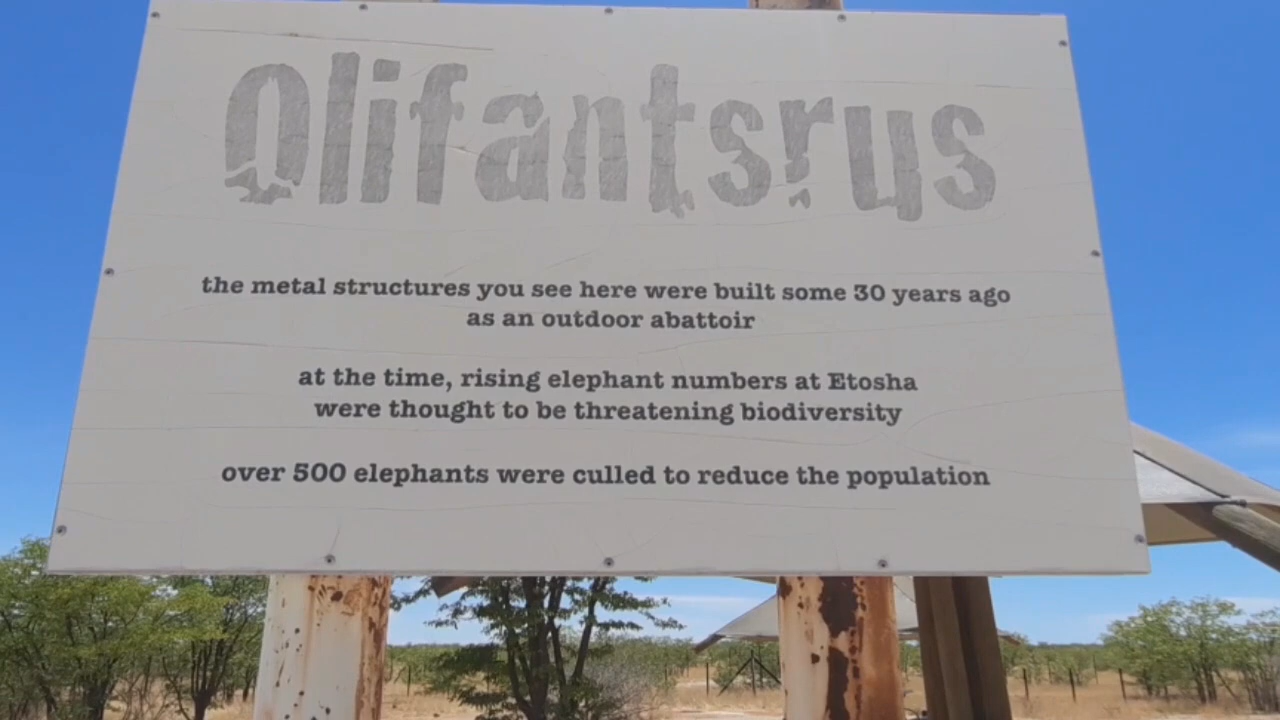 Olifantsrus
the metal structures you see here were built some 30 years ago
as an outdoor abattoir
at the time, rising elephant numbers at Etosha
were thought to be threatening biodiversity
over 500 elephants were culled to reduce the population